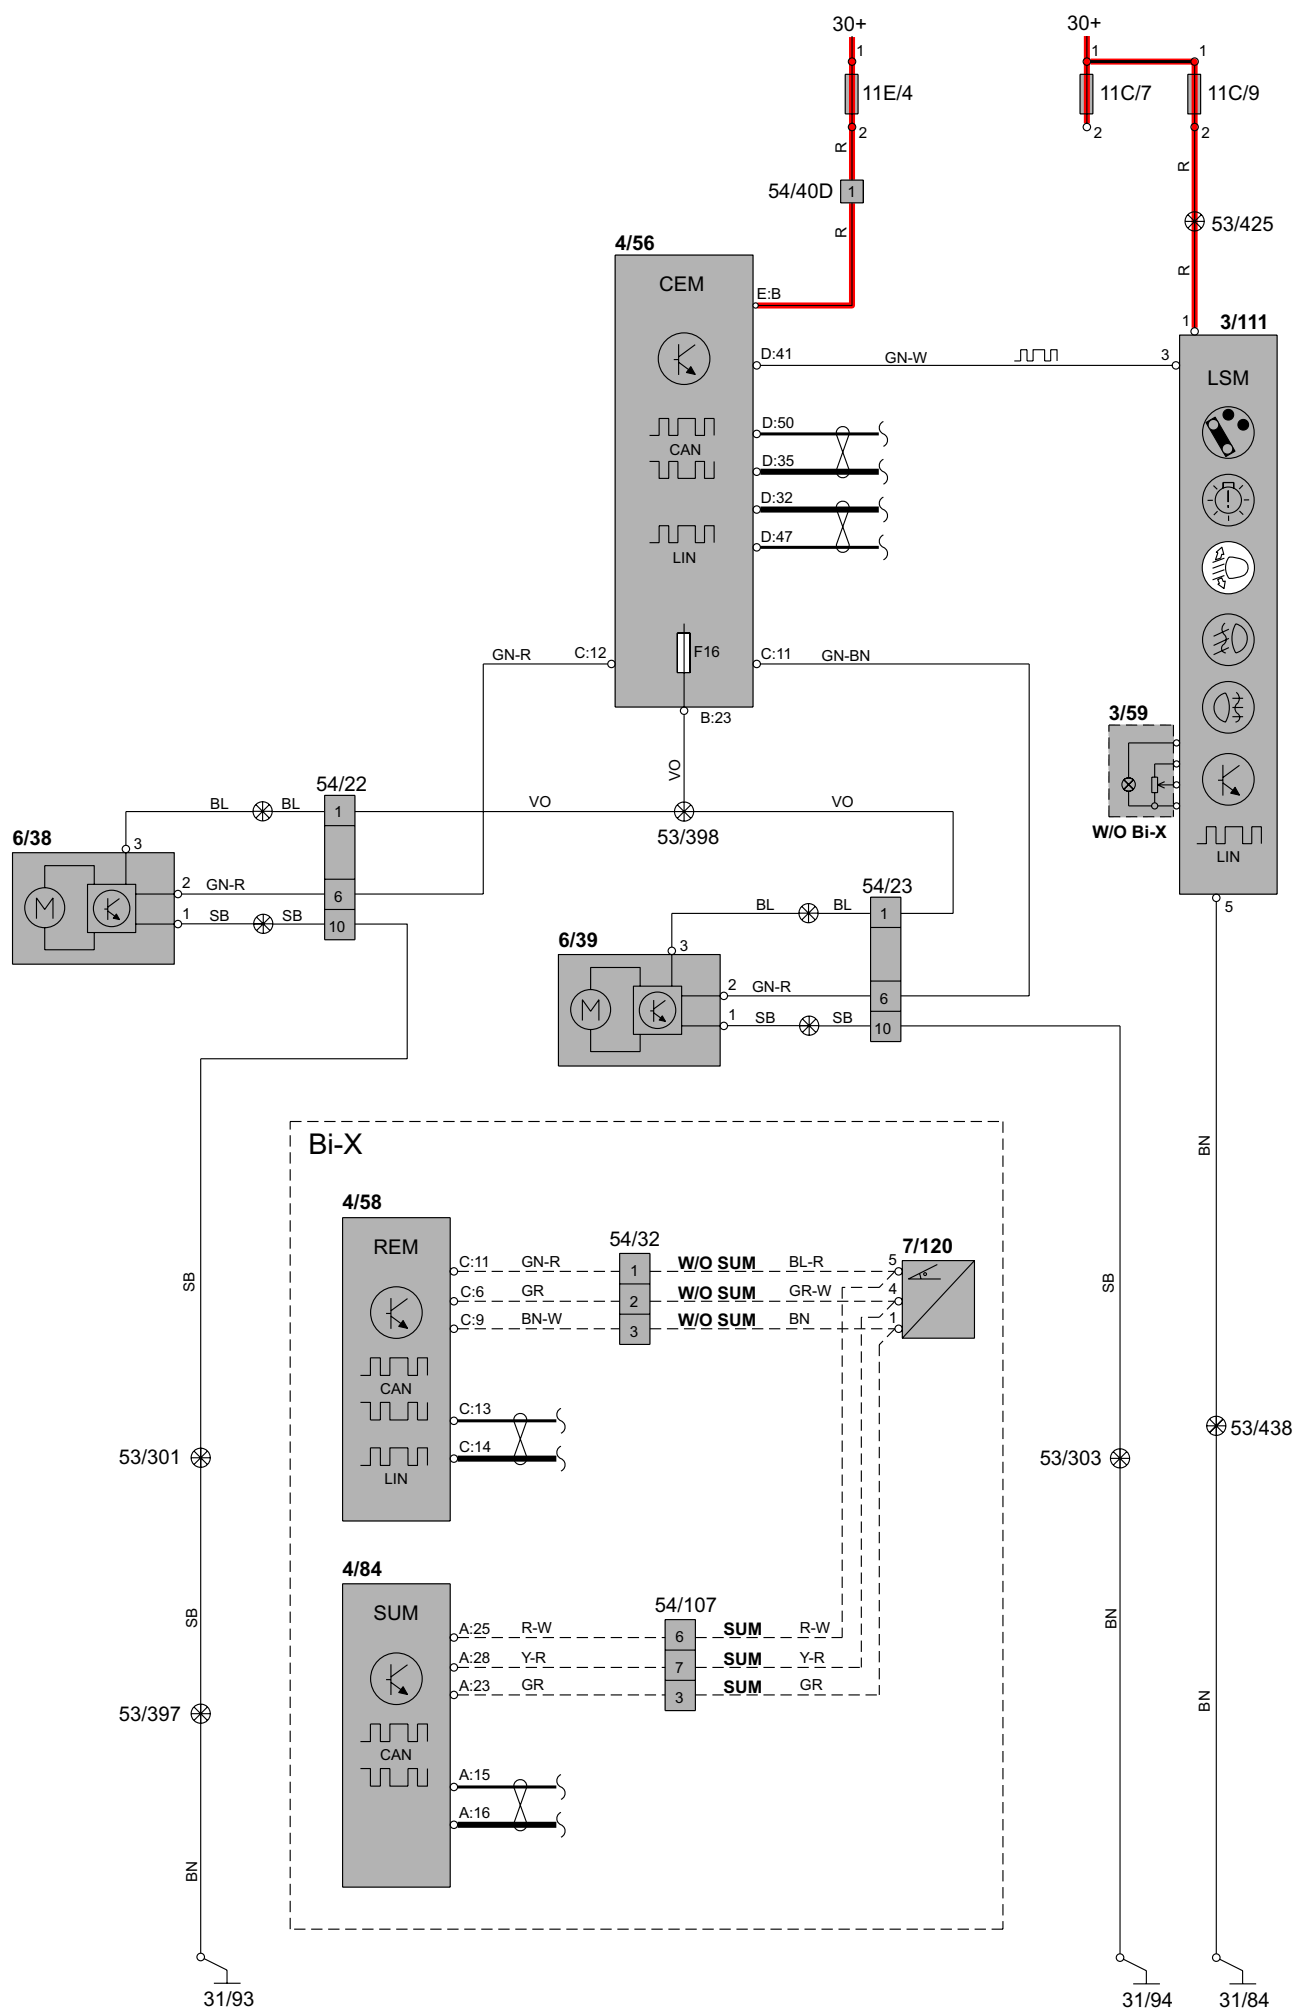 30+
30+
1
11E/4
2
R
54/40D
1
R
1
1
11C/7
11C/9
2
2
R
53/425
R
1
3/111
4/56
CEM
E:B
D:41
GN-W
3
LSM
D:50
CAN
D:35
D:32
D:47
LIN
F16
GN-R
C:12
C:11
GN-BN
B:23
VO
3/59
W/O Bi-X
LIN
5
54/22
BL
BL
1
VO
VO
53/398
6/38
3
M
2
GN-R
6
1
SB
SB
10
54/23
BL
BL
1
6/39
3
M
2
GN-R
6
1
SB
SB
10
Bi-X
4/58
REM
C:11
GN-R
54/32
1
W/O SUM
BL-R
5
7/120
C:6
GR
2
W/O SUM
GR-W
4
C:9
BN-W
3
W/O SUM
BN
1
CAN
C:13
C:14
LIN
4/84
SUM
54/107
A:25
R-W
6
SUM
R-W
A:28
Y-R
7
SUM
Y-R
A:23
GR
3
SUM
GR
CAN
A:15
A:16
SB
53/301
SB
53/397
BN
31/93
SB
53/303
BN
31/94
BN
53/438
BN
31/84